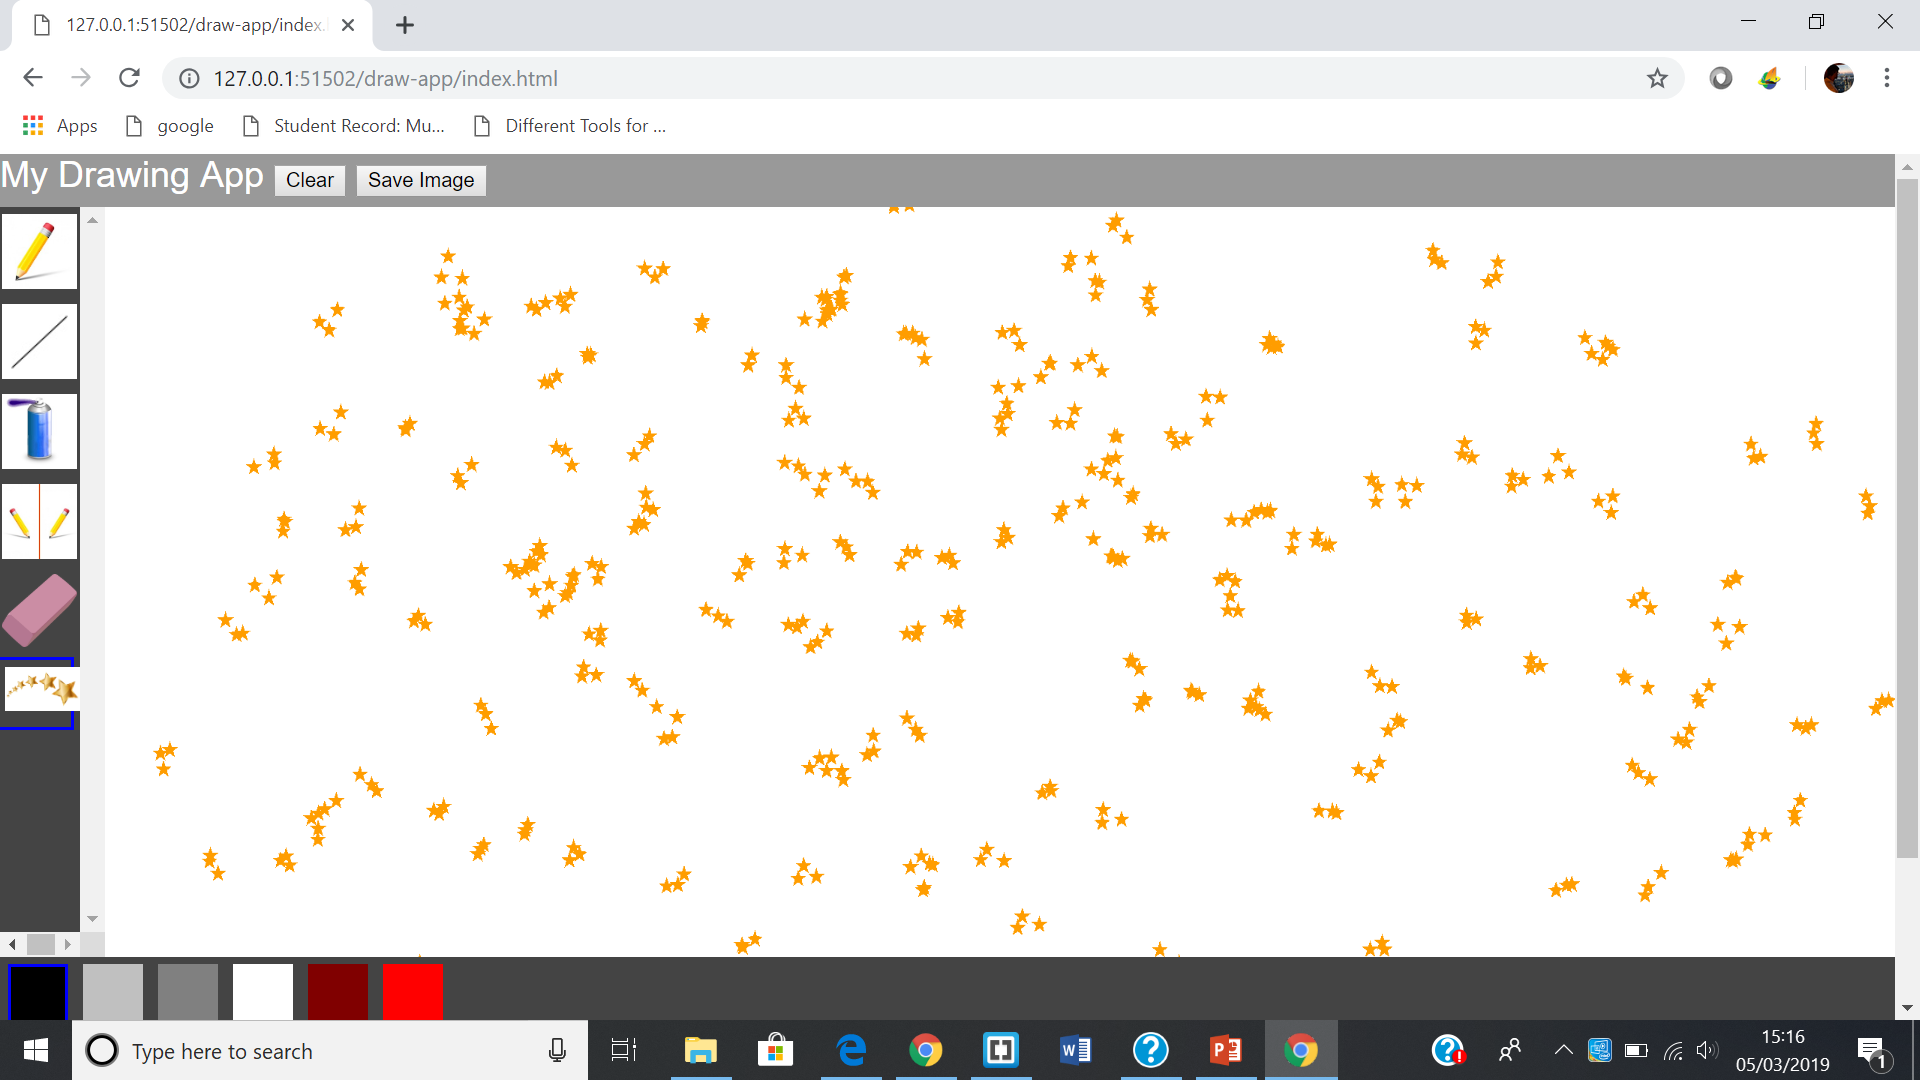 127.0.0.1:51502/draw-app/index.
127.0.0.1:51502/draw-app/index.html
Apps google Student Record: Mu... Different Tools for ...
My Drawing App Clear Save Image
Type here to search
15:16
05/03/2019
1